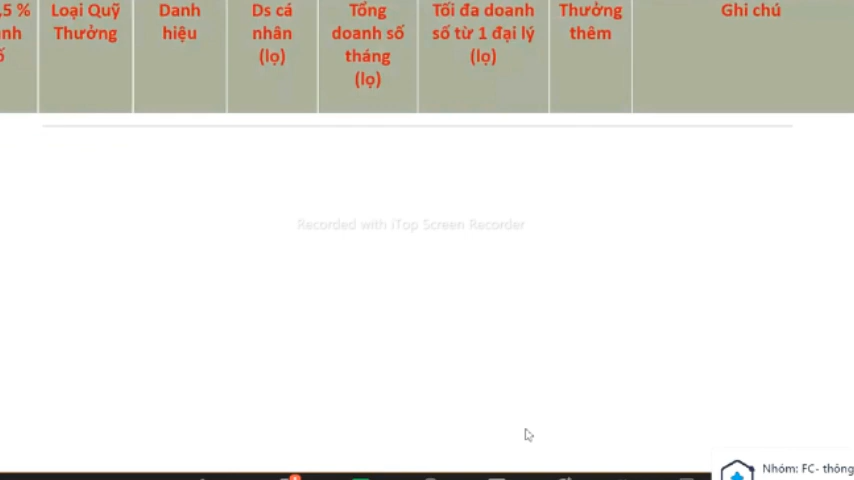 ,5 %
Loại Quỹ
Thưởng
Danh
hiệu
Ds cá
nhân
(lọ)
Tổng
doanh số
tháng
(lọ)
Tối đa doanh
số từ 1 đại lý
(lọ)
Thưởng
thêm
Ghi chú
Recorded with iTop Screen Recorder
Nhóm: FC- thông